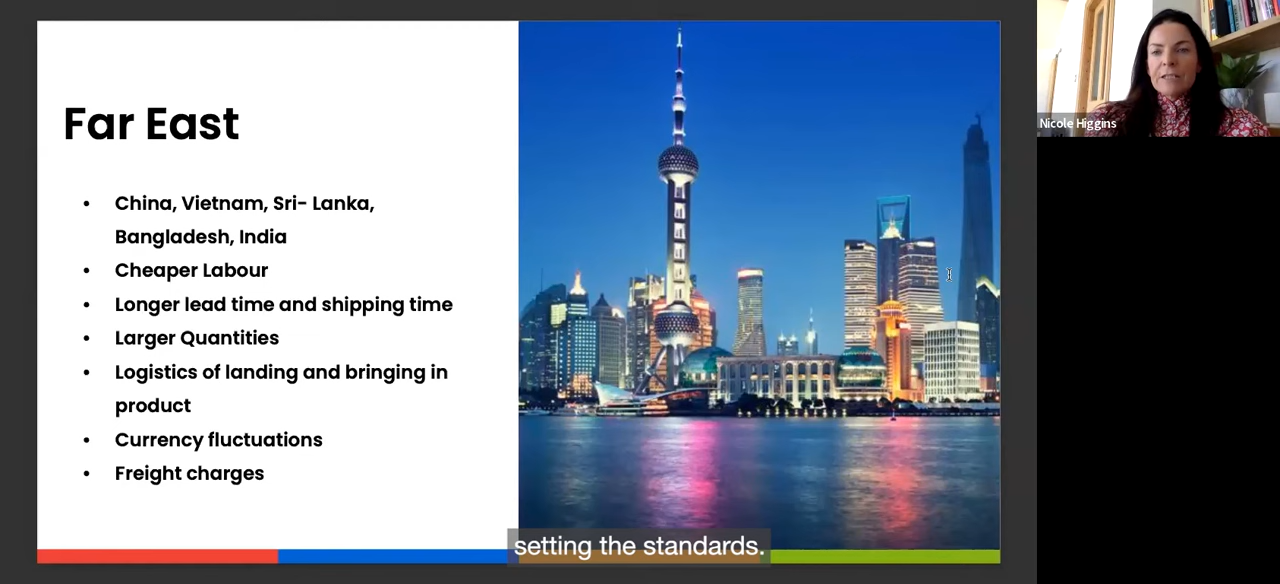 Far East
• China, Vietnam, Sri- Lanka,
Bangladesh, India
• Cheaper Labour
• Longer lead time and shipping time
• Larger Quantities
• Logistics of landing and bringing in
product
• Currency fluctuations
• Freight charges
setting the standards.
Nicole Higgins